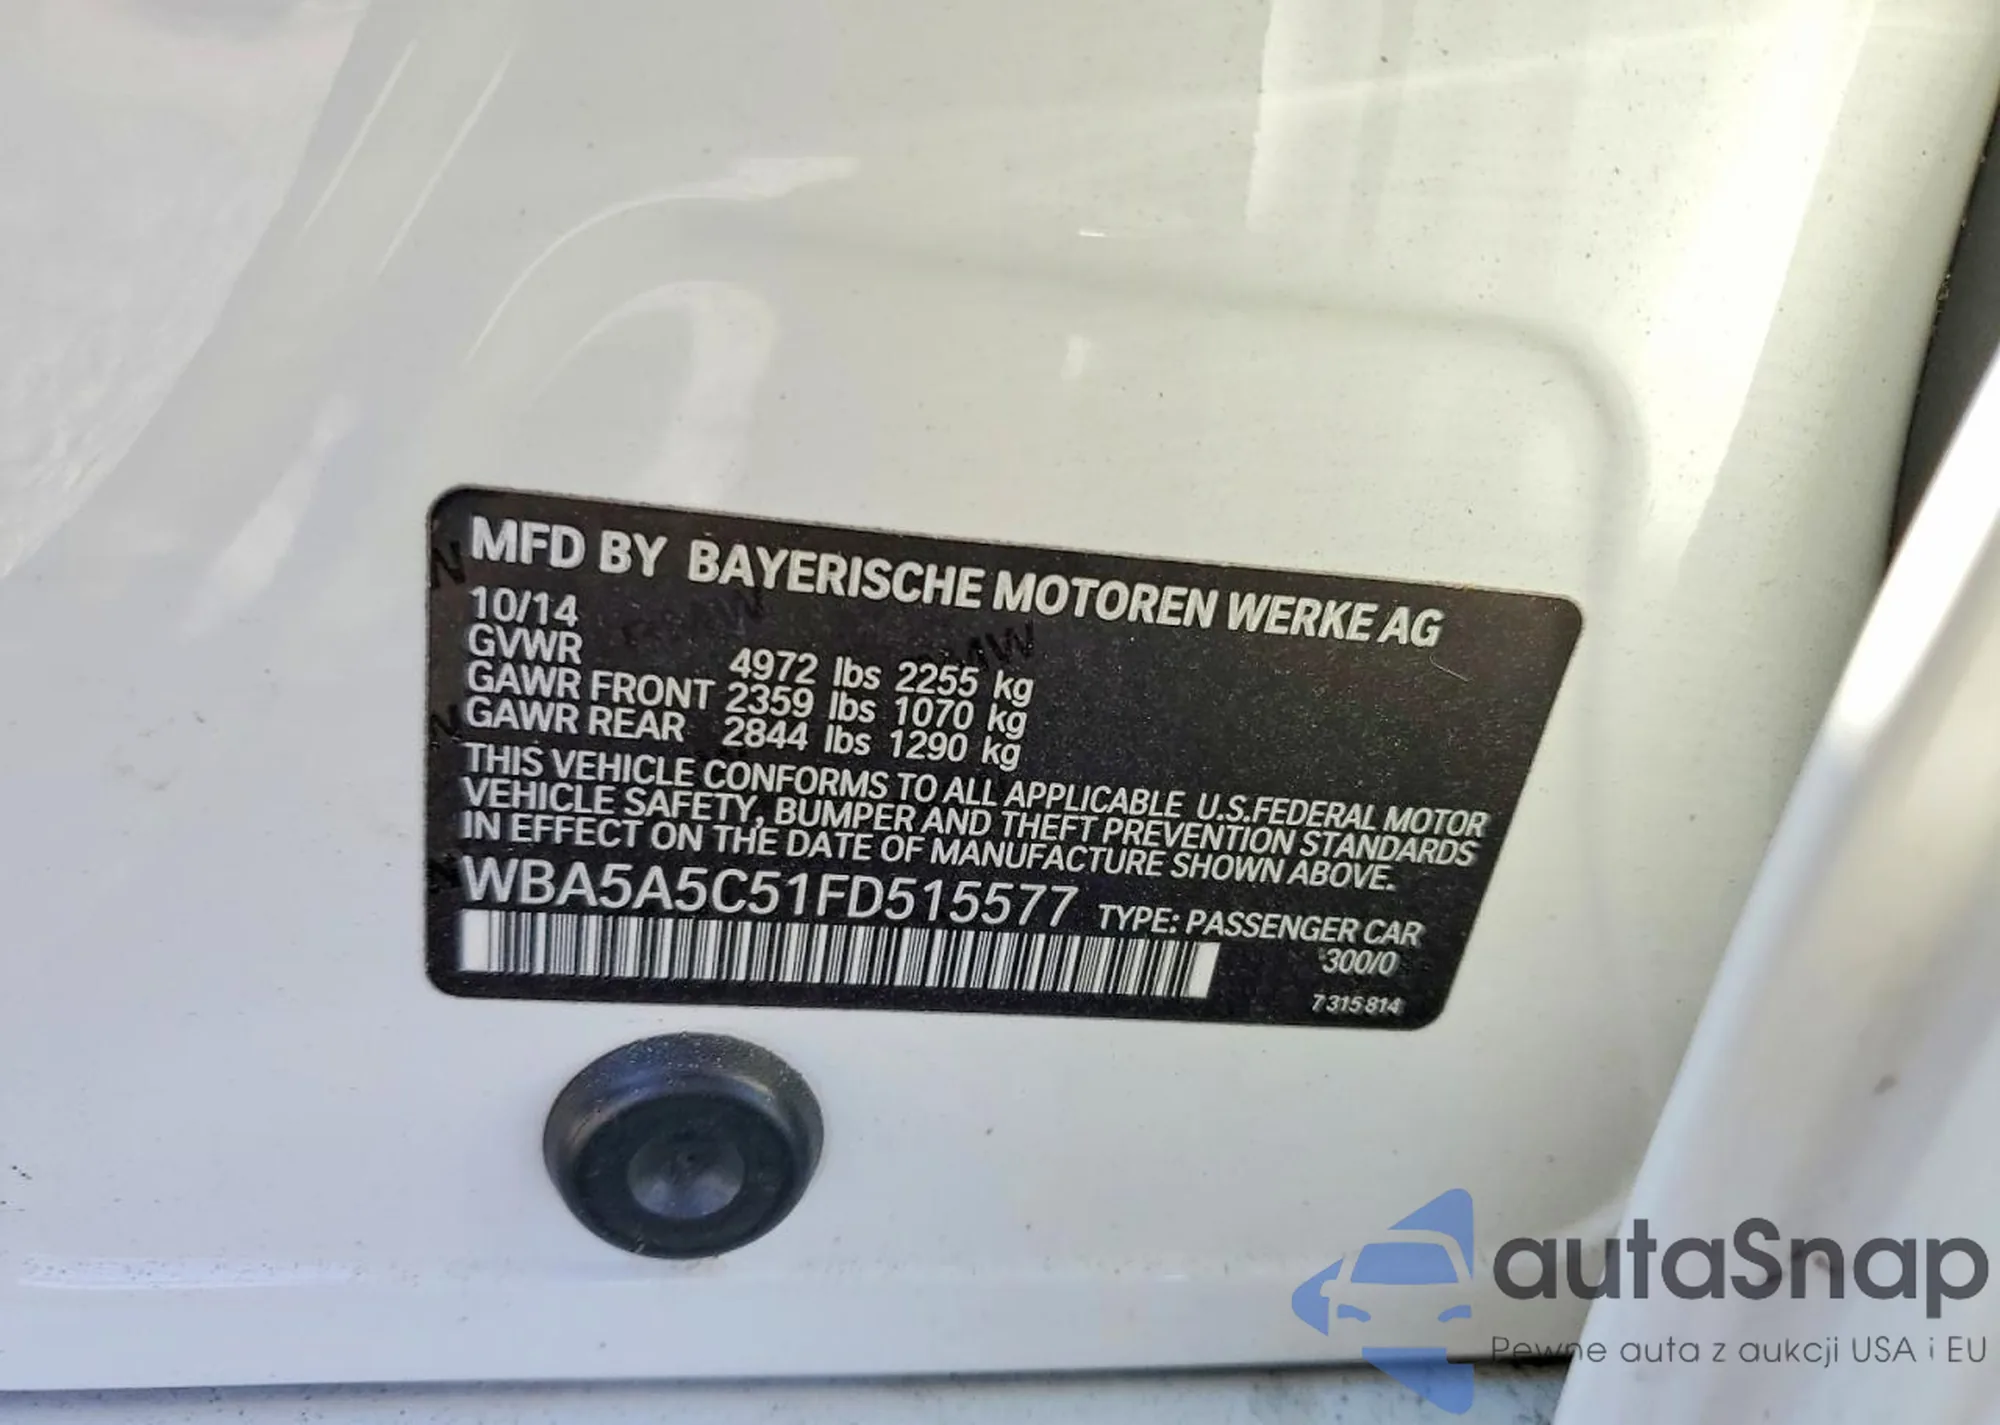 MFD BY BAYERISCHE MOTOREN WERKE AG
10/14
GVWR 4972 lbs 2255 kg
GAWR FRONT 2359 lbs 1070 kg
GAWR REAR 2844 lbs 1290 kg
THIS VEHICLE CONFORMS TO ALL APPLICABLE U.S.FEDERAL MOTOR
VEHICLE SAFETY, BUMPER AND THEFT PREVENTION STANDARDS
IN EFFECT ON THE DATE OF MANUFACTURE SHOWN ABOVE.
WBA5A5C51FD515577 TYPE: PASSENGER CAR
300/0
7 315 814
autaSnap
Pewne auta z aukcji USA i EU